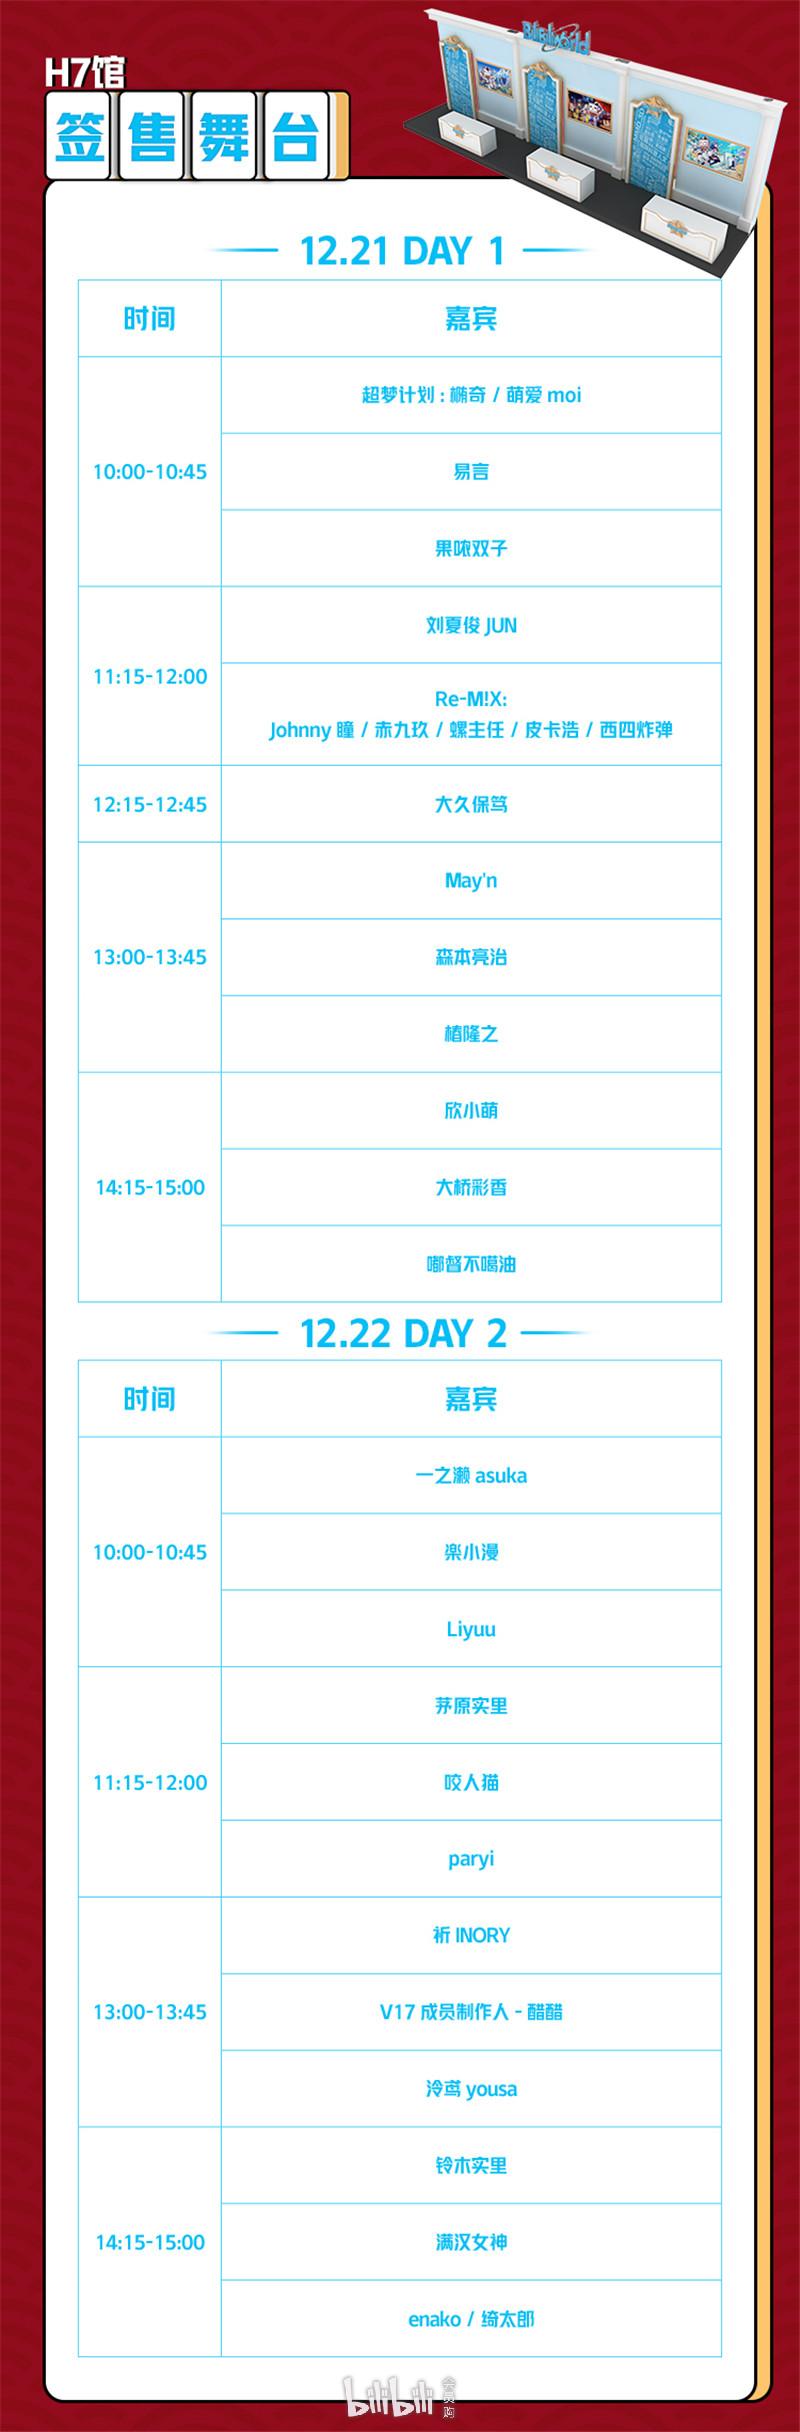 H7馆
签售舞台
Bilibiliworld
12.21 DAY 1
时间 嘉宾
10:00-10:45
超梦计划 : 椭奇 / 萌爱 moi
易言
果哝双子
11:15-12:00
刘夏俊 JUN
Re-M!X:
Johnny 瞳 / 赤九玖 / 螺主任 / 皮卡浩 / 西四炸弹
12:15-12:45 大久保笃
13:00-13:45
May'n
森本亮治
椿隆之
14:15-15:00
欣小萌
大桥彩香
嘟督不噶油
12.22 DAY 2
时间 嘉宾
10:00-10:45
一之濑 asuka
楽小漫
Liyuu
11:15-12:00
茅原实里
咬人猫
paryi
13:00-13:45
祈 INORY
V17 成员制作人 - 醋醋
泠鸢 yousa
14:15-15:00
铃木实里
满汉女神
enako / 绮太郎
bilibili 会员购